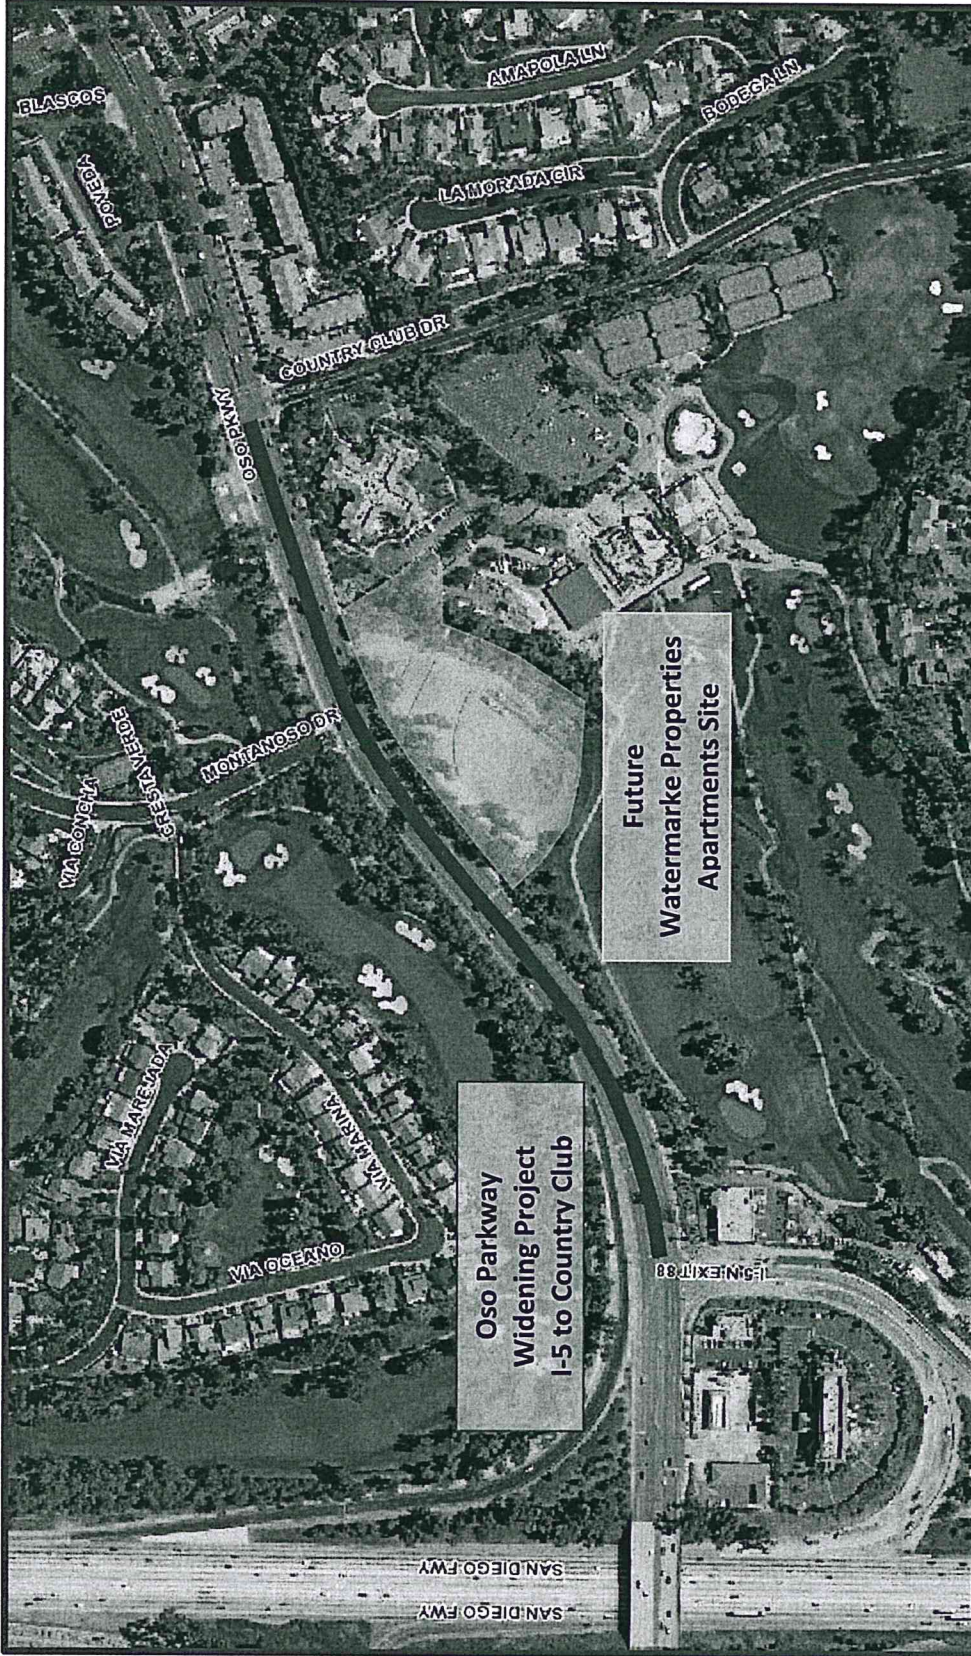 BLASCOS
POVEDA
AMAPOLA LN
BODEGA LN
LA MORADA CIR
COUNTRY CLUB DR
OSO PKWY
MONTANOSO DR
CRESTA VERDE
VIA CONCHA
VIA MAREJADA
VIA MARINA
VIA OCEANO
Future
Watermarke Properties
Apartments Site
Oso Parkway
Widening Project
I-5 to Country Club
I-5 N EXIT 88
SAN DIEGO FWY
SAN DIEGO FWY